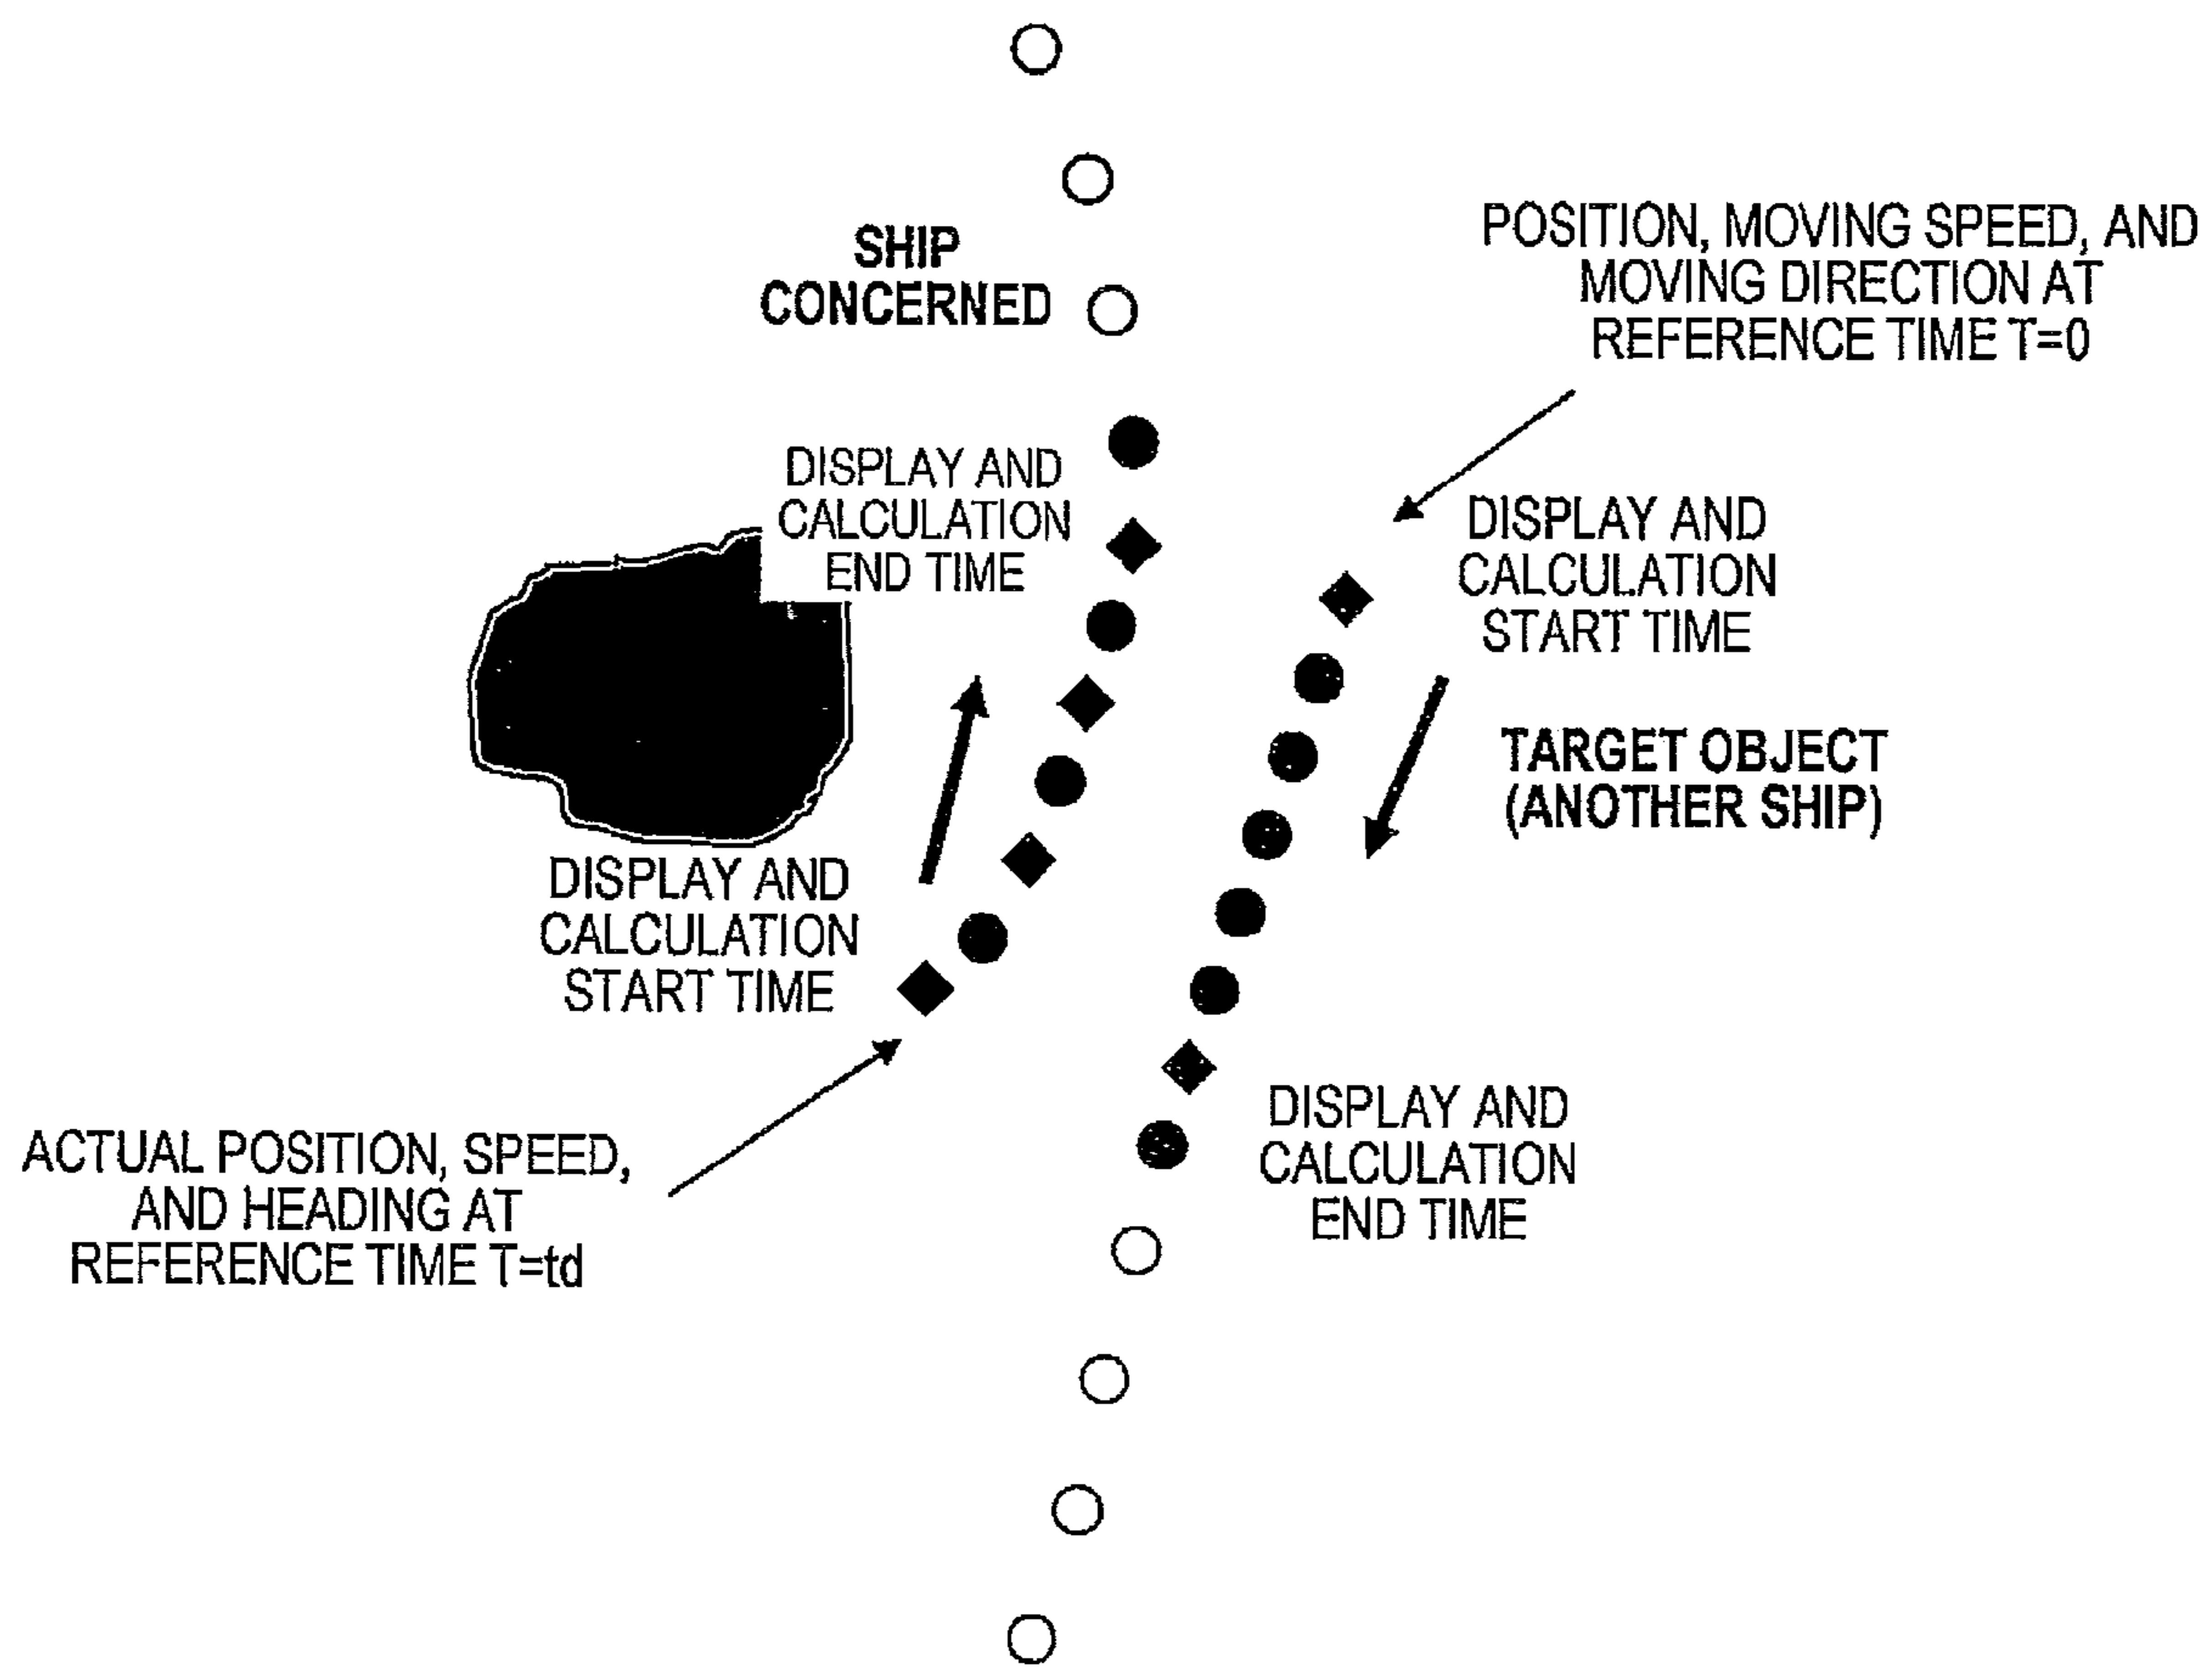 SHIP
CONCERNED
POSITION, MOVING SPEED, AND
MOVING DIRECTION AT
REFERENCE TIME T=0
DISPLAY AND
CALCULATION
END TIME
DISPLAY AND
CALCULATION
START TIME
TARGET OBJECT
(ANOTHER SHIP)
DISPLAY AND
CALCULATION
START TIME
ACTUAL POSITION, SPEED,
AND HEADING AT
REFERENCE TIME T=td
DISPLAY AND
CALCULATION
END TIME